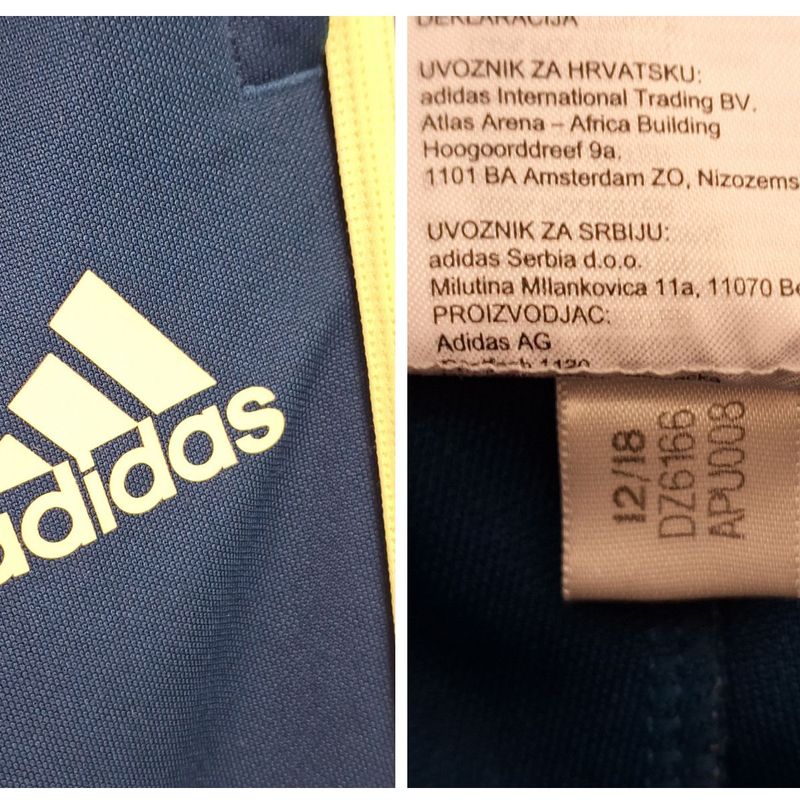 adidas
DEKLARACIJA
UVOZNIK ZA HRVATSKU:
adidas International Trading BV.
Atlas Arena – Africa Building
Hoogoorddreef 9a,
1101 BA Amsterdam ZO, Nizozems
UVOZNIK ZA SRBIJU:
adidas Serbia d.o.o.
Milutina MIlankovica 11a, 11070 Be
PROIZVODJAC:
Adidas AG
1120
12/18
DZ6166
APU008